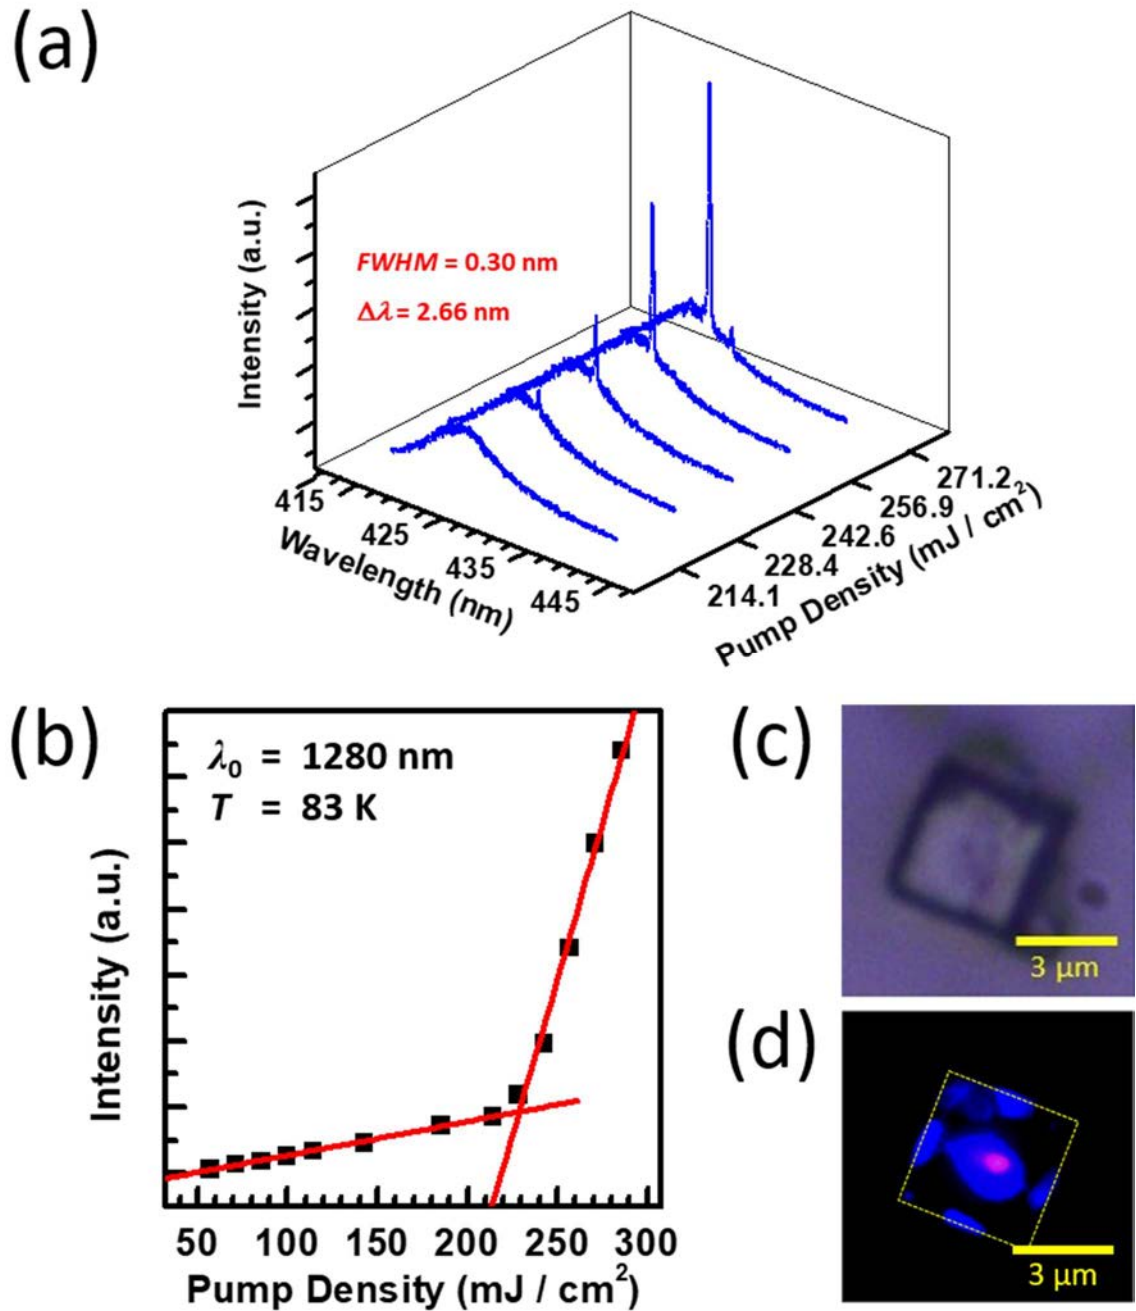 (a)
Intensity (a.u.)
FWHM = 0.30 nm
Δλ = 2.66 nm
415
425
435
445
Wavelength (nm)
271.2
256.9
242.6
228.4
214.1
Pump Density (mJ / cm²)
(b)
λ₀ = 1280 nm
T = 83 K
Intensity (a.u.)
50 100 150 200 250 300
Pump Density (mJ / cm²)
(c)
3 μm
(d)
3 μm